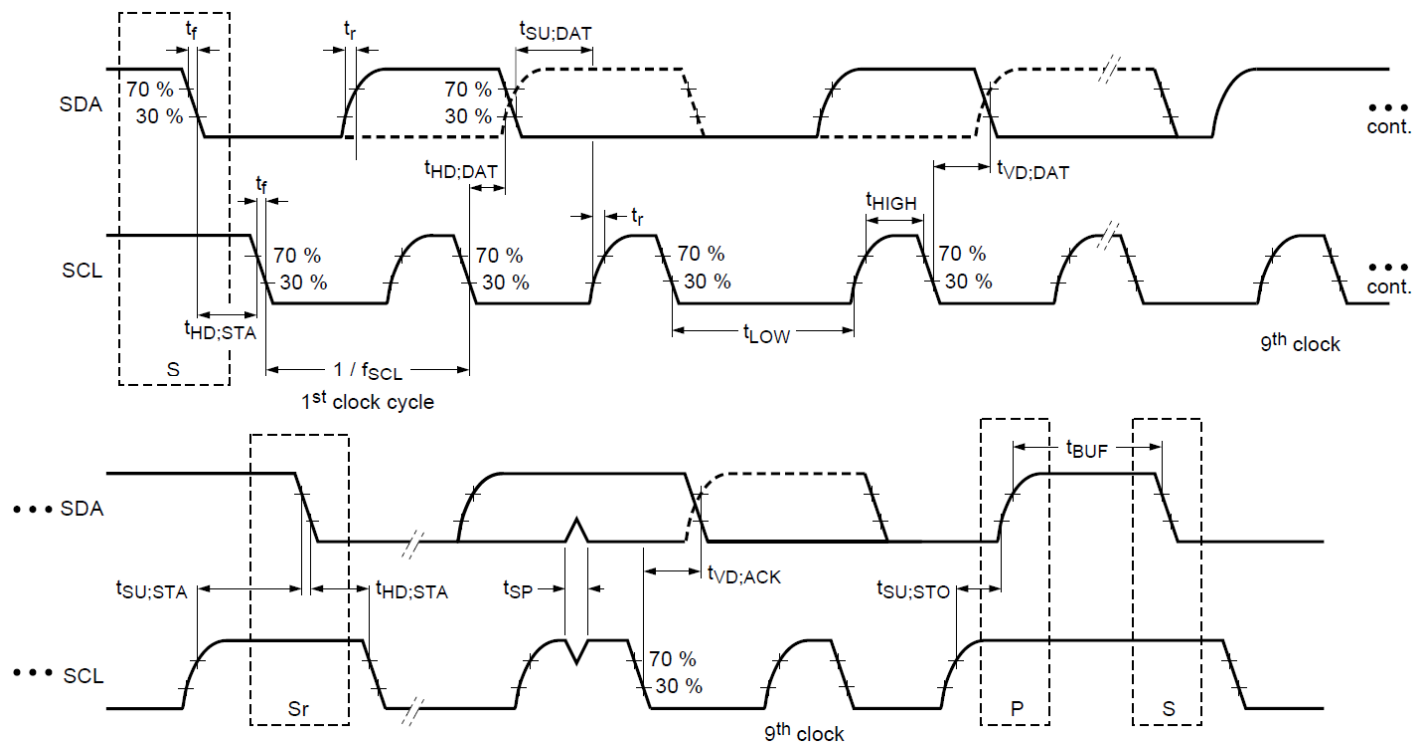 tf
tr
tSU;DAT
70 %
30 %
70 %
30 %
SDA
••• cont.
tHD;DAT
tVD;DAT
tf
tr
tHIGH
70 %
30 %
70 %
30 %
70 %
30 %
70 %
30 %
SCL
••• cont.
tHD;STA
tLOW
S
1 / fSCL
1st clock cycle
9th clock
tBUF
••• SDA
tSU;STA
tHD;STA
tSP
tVD;ACK
tSU;STO
70 %
30 %
••• SCL
Sr
P
S
9th clock